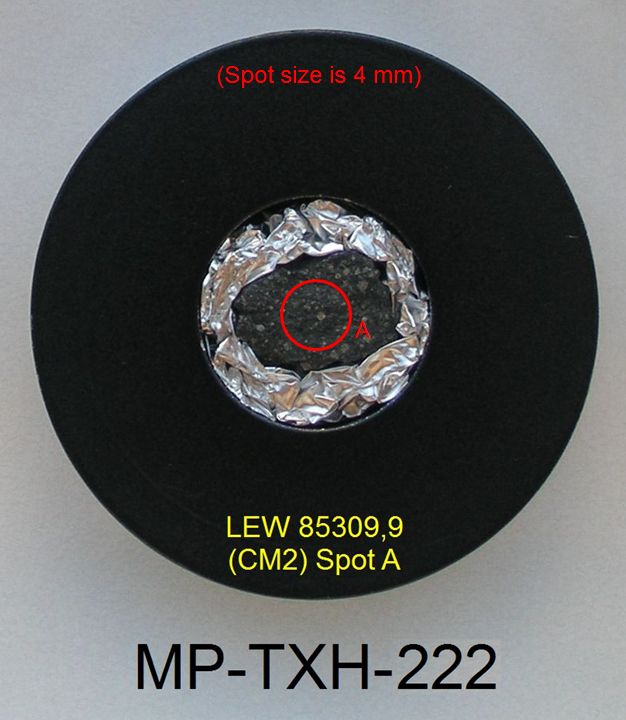 (Spot size is 4 mm)
A
LEW 85309,9
(CM2) Spot A
MP-TXH-222